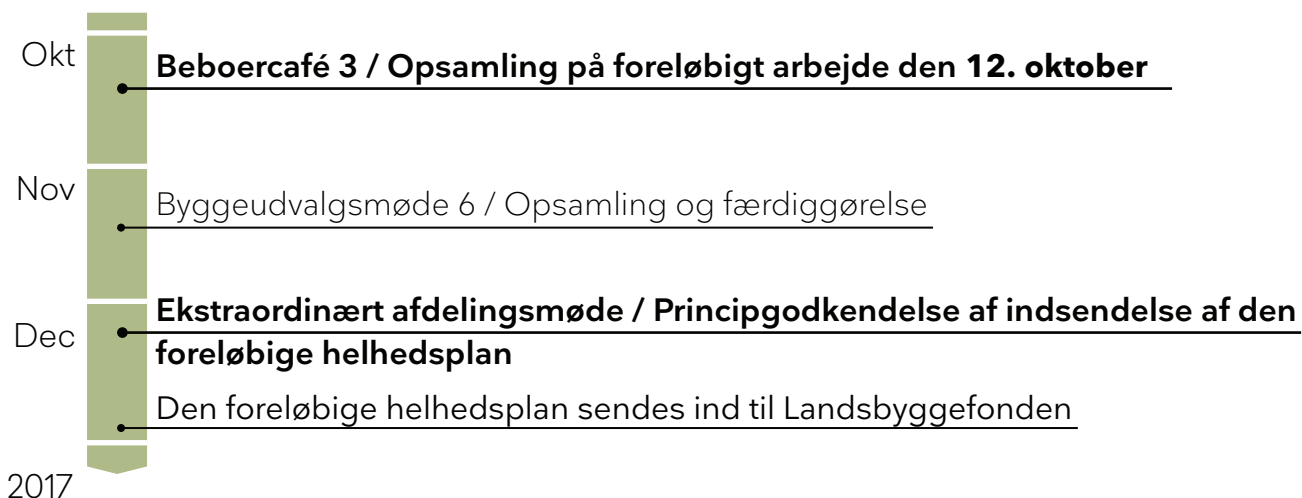 Okt
Beboercafé 3 / Opsamling på foreløbigt arbejde den 12. oktober
Nov
Byggeudvalgsmøde 6 / Opsamling og færdiggørelse
Dec
Ekstraordinært afdelingsmøde / Principgodkendelse af indsendelse af den
foreløbige helhedsplan
Den foreløbige helhedsplan sendes ind til Landsbyggefonden
2017